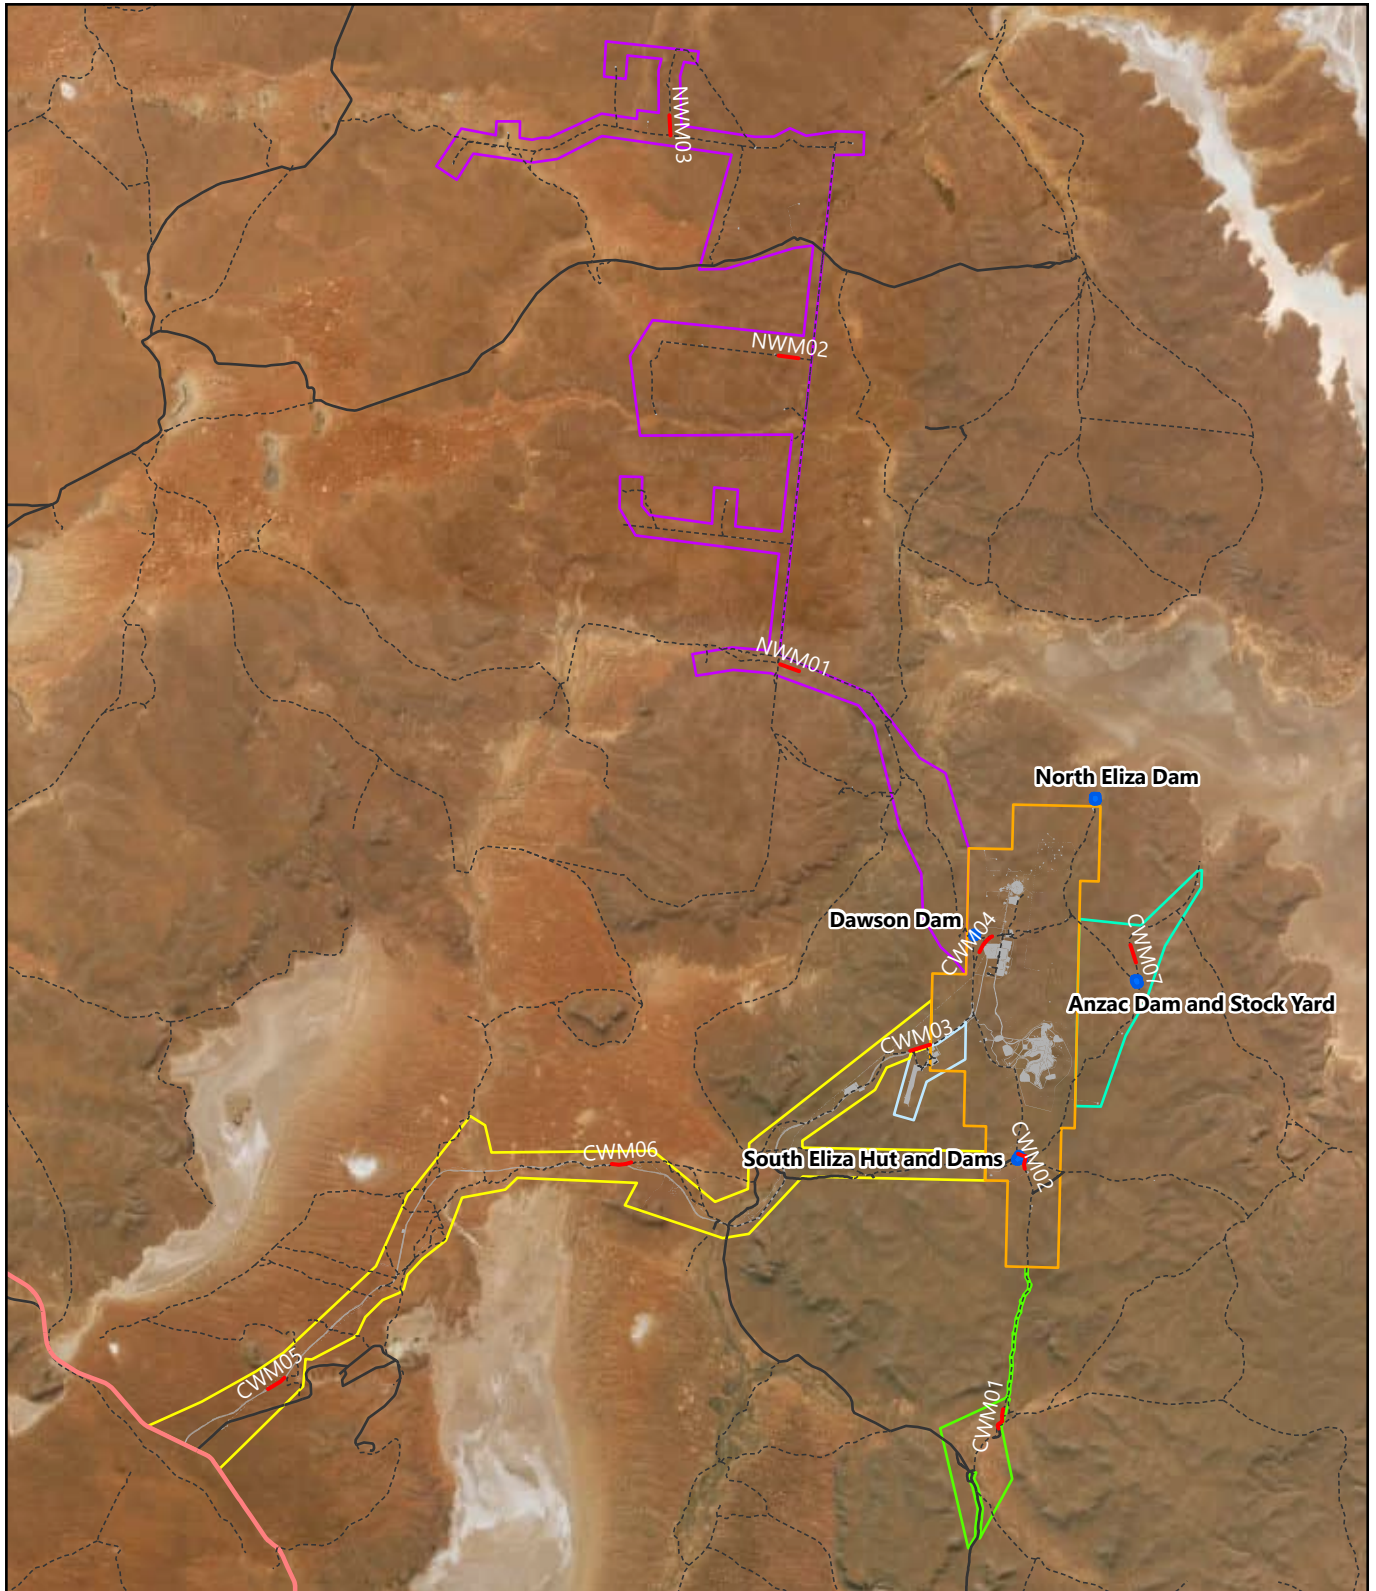 NWM03
NWM02
NWM01
North Eliza Dam
Dawson Dam
CWM04
CWM07
Anzac Dam and Stock Yard
CWM03
CWM06
South Eliza Hut and Dams
CWM02
CWM05
CWM01